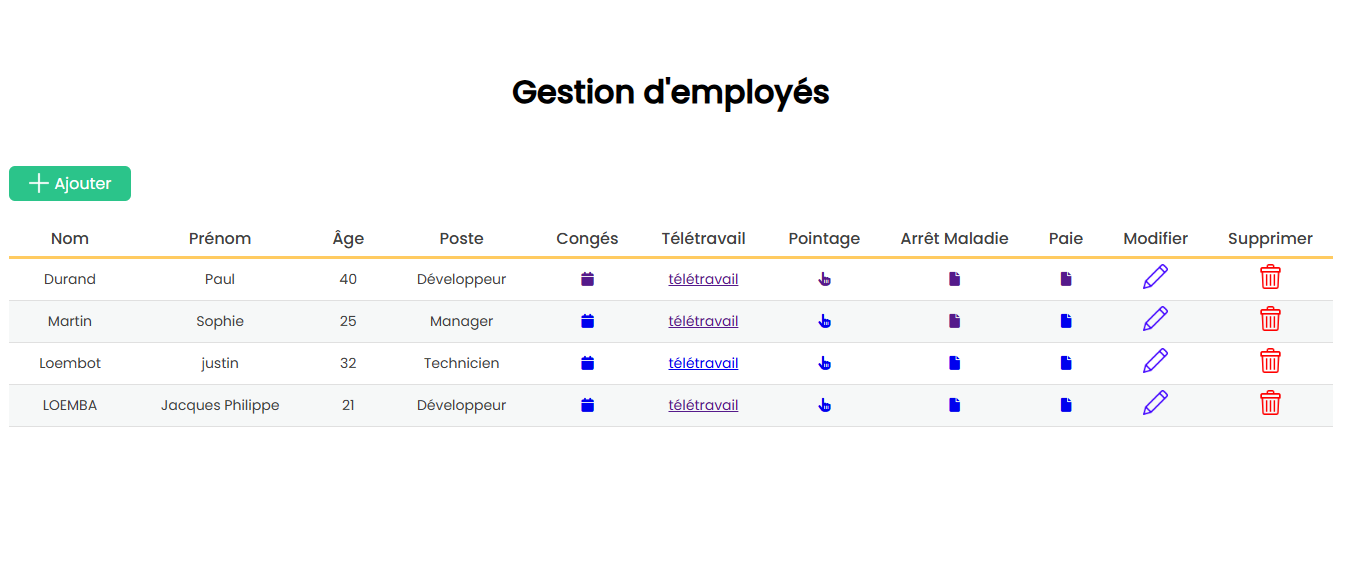 Gestion d'employés
Ajouter
Nom Prénom Âge Poste Congés Télétravail Pointage Arrêt Maladie Paie Modifier Supprimer
Durand Paul 40 Développeur télétravail
Martin Sophie 25 Manager télétravail
Loembot justin 32 Technicien télétravail
LOEMBA Jacques Philippe 21 Développeur télétravail